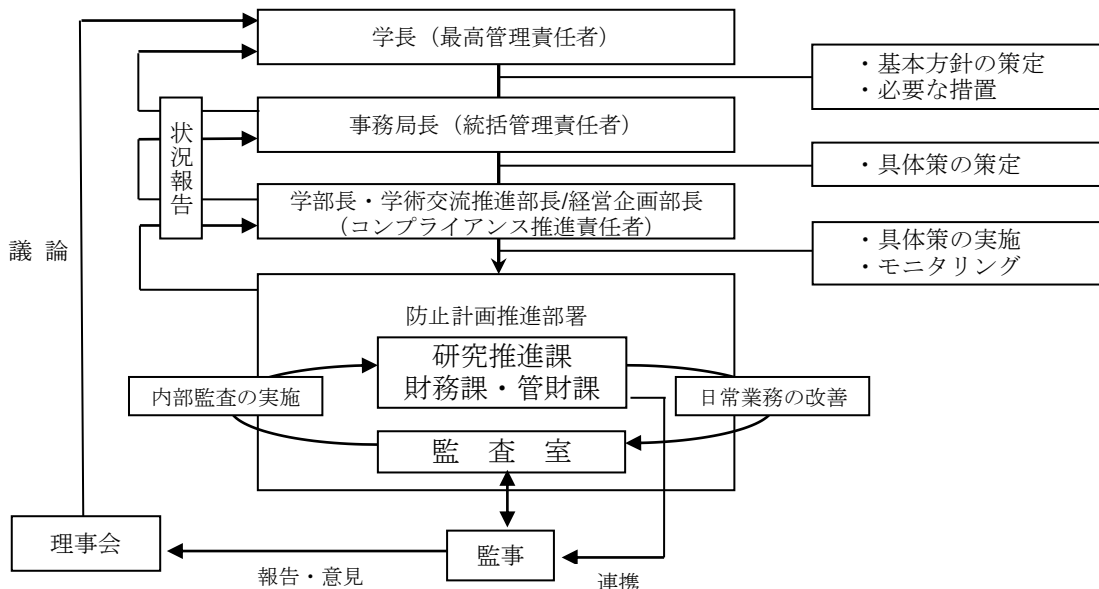 学長（最高管理責任者）
・基本方針の策定
・必要な措置
事務局長（統括管理責任者）
状況報告
・具体策の策定
学部長・学術交流推進部長/経営企画部長
（コンプライアンス推進責任者）
・具体策の実施
・モニタリング
議 論
防止計画推進部署
研究推進課
財務課・管財課
内部監査の実施
日常業務の改善
監 査 室
理事会
監事
報告・意見
連携